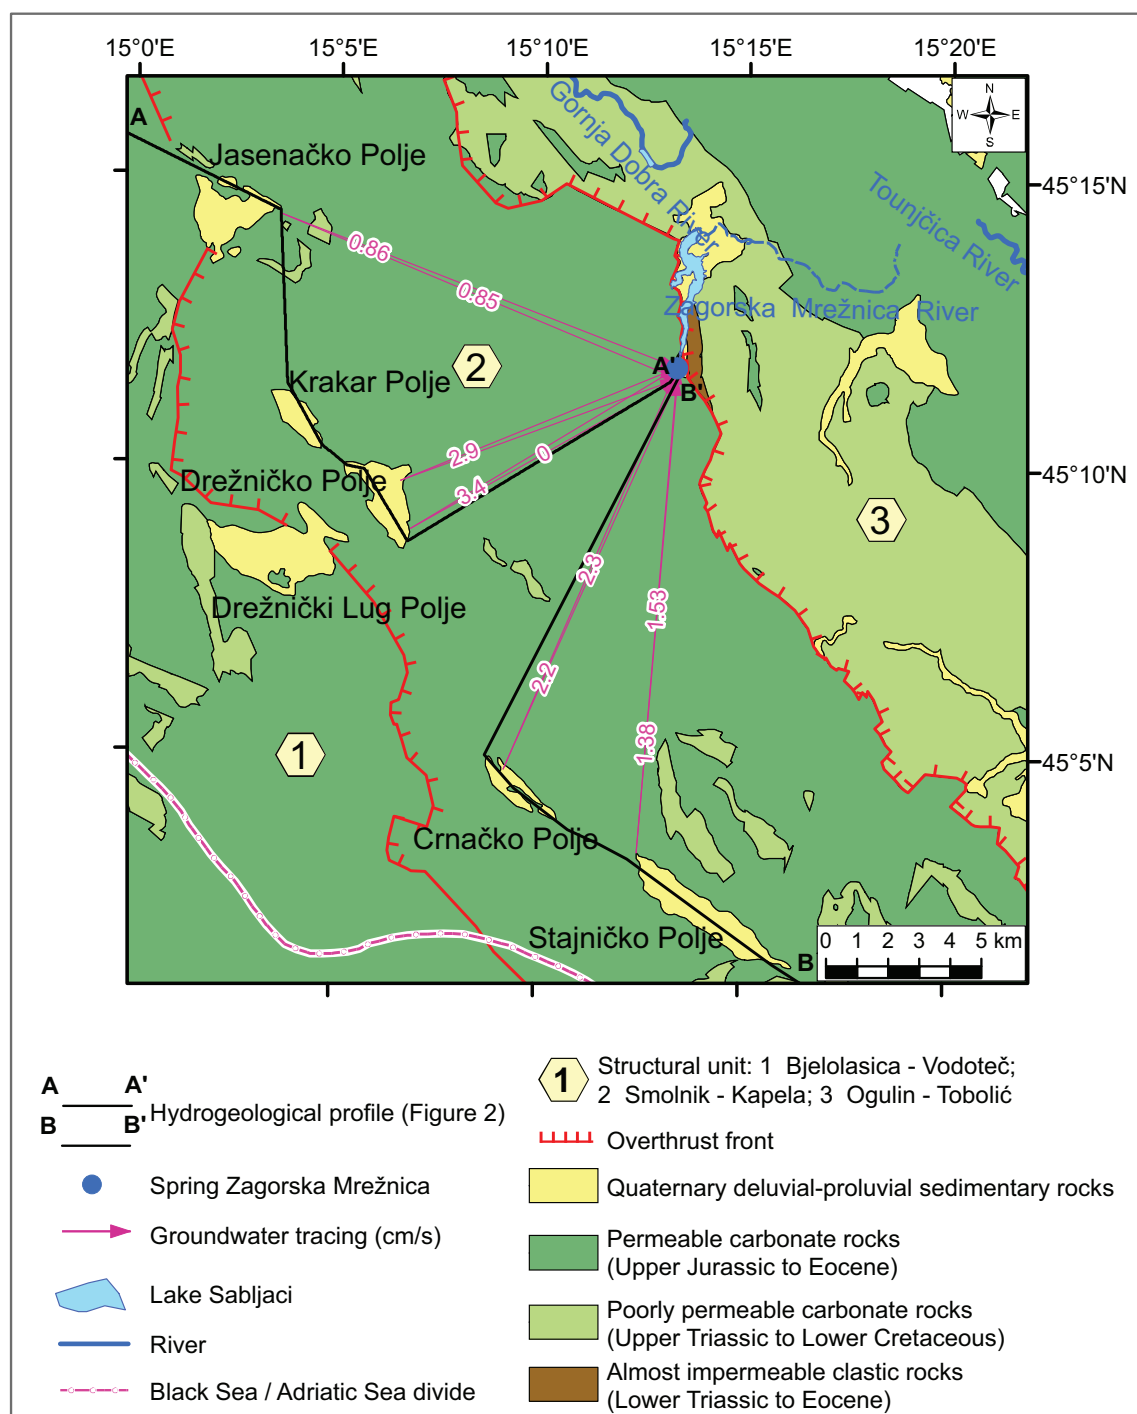 15°0'E
15°5'E
15°10'E
15°15'E
15°20'E
N
W E
S
A
Jasenačko Polje
Gornja Dobra River
Tounjčica River
45°15'N
0.86
0.85
Zagorska Mrežnica River
2
A'
B'
Krakar Polje
2.9
0
3.4
45°10'N
Drežničko Polje
3
Drežnički Lug Polje
2.3
1.53
2.2
1.38
1
45°5'N
Crnačko Polje
Stajničko Polje
B
0 1 2 3 4 5 km
A A'
B B'
Hydrogeological profile (Figure 2)
Spring Zagorska Mrežnica
Groundwater tracing (cm/s)
Lake Sabljaci
River
Black Sea / Adriatic Sea divide
1
Structural unit: 1 Bjelolasica - Vodoteč;
2 Smolnik - Kapela; 3 Ogulin - Tobolić
Overthrust front
Quaternary deluvial-proluvial sedimentary rocks
Permeable carbonate rocks
(Upper Jurassic to Eocene)
Poorly permeable carbonate rocks
(Upper Triassic to Lower Cretaceous)
Almost impermeable clastic rocks
(Lower Triassic to Eocene)